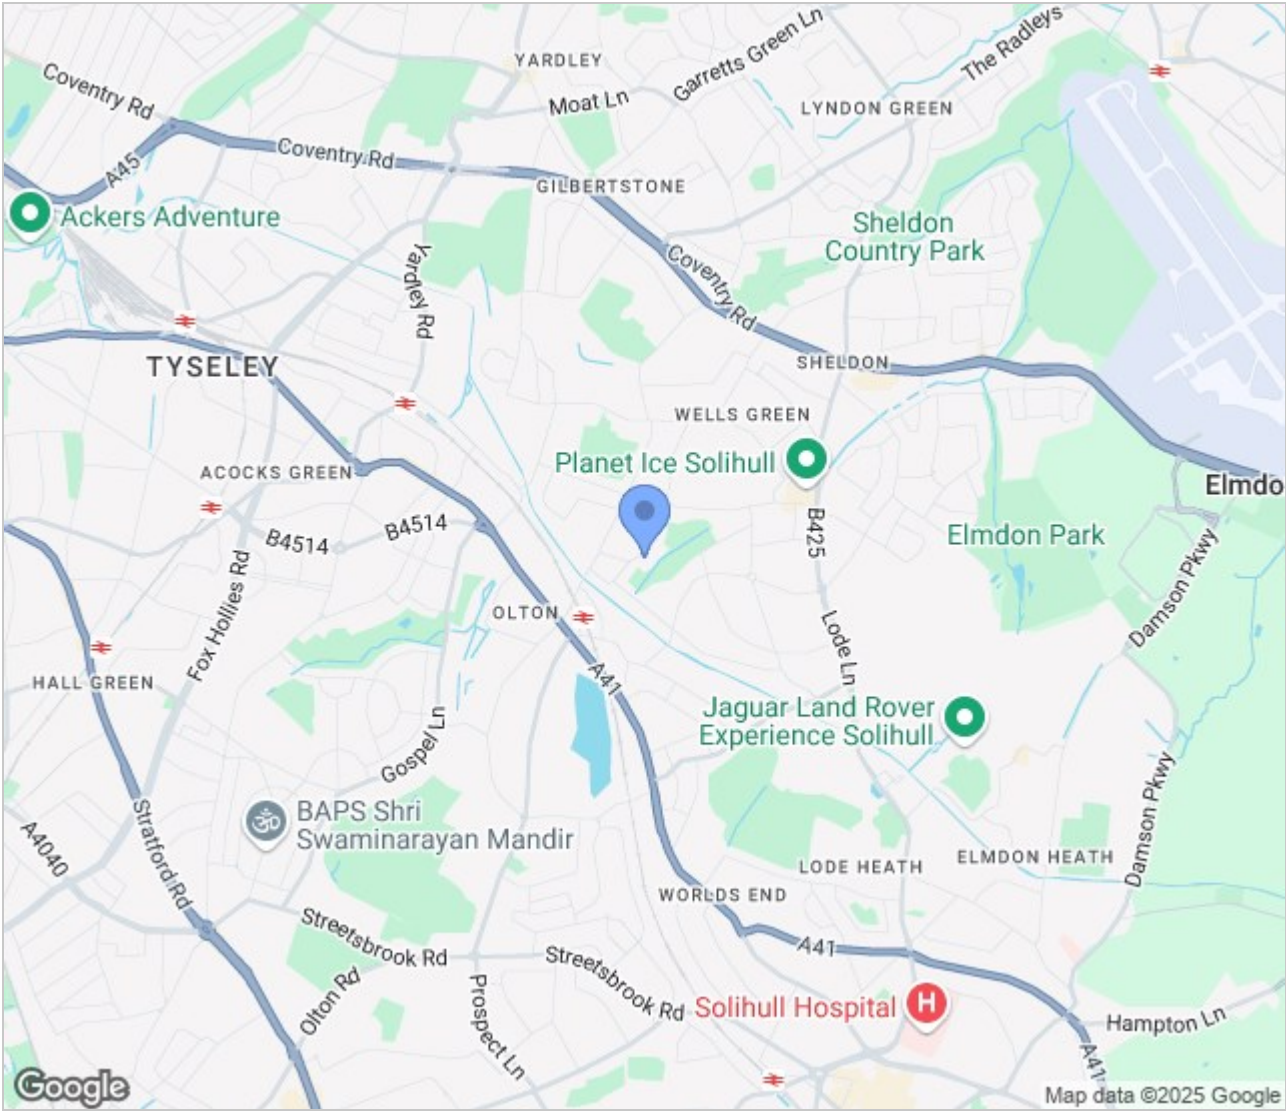 YARDLEY
Garretts Green Ln
The Radleys
Coventry Rd
Moat Ln
LYNDON GREEN
A45
Coventry Rd
GILBERTSTONE
Ackers Adventure
Sheldon
Country Park
Yardley Rd
Coventry Rd
TYSELEY
SHELDON
WELLS GREEN
ACOCKS GREEN
Planet Ice Solihull
Elmdo
B4514
B4514
B425
Elmdon Park
Damson Pkwy
Fox Hollies Rd
OLTON
Lode Ln
HALL GREEN
A41
Jaguar Land Rover
Experience Solihull
Gospel Ln
Damson Pkwy
BAPS Shri
Swaminarayan Mandir
A4040
Stratford Rd
LODE HEATH
ELMDON HEATH
WORLDS END
Streetsbrook Rd
A41
Streetsbrook Rd
Olton Rd
Prospect Ln
Solihull Hospital
H
Hampton Ln
A41
Google
Map data ©2025 Google